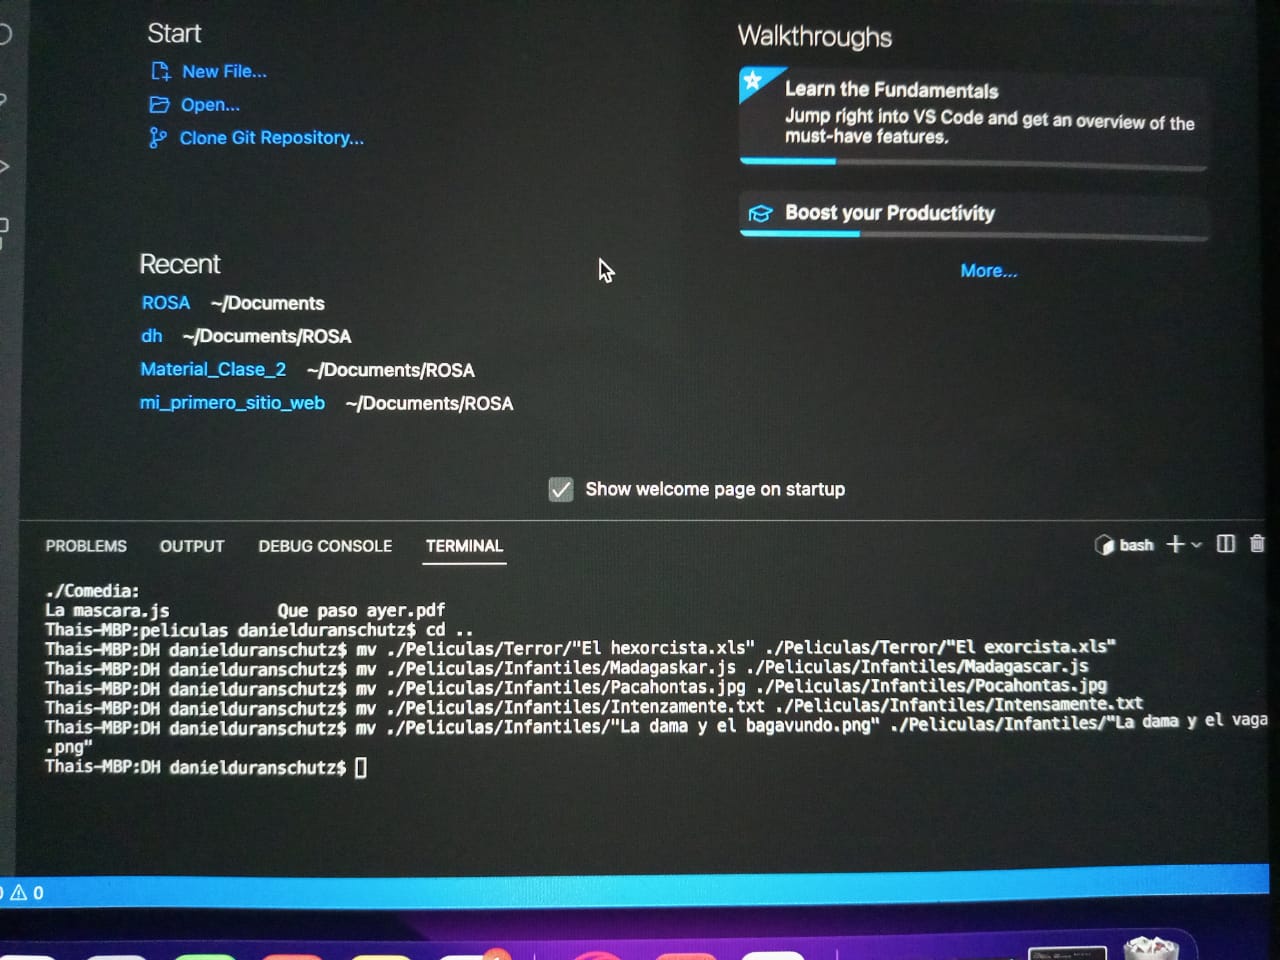 Start
New File...
Open...
Clone Git Repository...
Recent
ROSA ~/Documents
dh ~/Documents/ROSA
Material_Clase_2 ~/Documents/ROSA
mi_primero_sitio_web ~/Documents/ROSA
Walkthroughs
Learn the Fundamentals
Jump right into VS Code and get an overview of the
must-have features.
Boost your Productivity
More...
Show welcome page on startup
PROBLEMS OUTPUT DEBUG CONSOLE TERMINAL bash
./Comedia:
La mascara.js Que paso ayer.pdf
Thais-MBP:peliculas danielduranschutz$ cd ..
Thais-MBP:DH danielduranschutz$ mv ./Peliculas/Terror/"El hexorcista.xls" ./Peliculas/Terror/"El exorcista.xls"
Thais-MBP:DH danielduranschutz$ mv ./Peliculas/Infantiles/Madagaskar.js ./Peliculas/Infantiles/Madagascar.js
Thais-MBP:DH danielduranschutz$ mv ./Peliculas/Infantiles/Pacahontas.jpg ./Peliculas/Infantiles/Pocahontas.jpg
Thais-MBP:DH danielduranschutz$ mv ./Peliculas/Infantiles/Intenzamente.txt ./Peliculas/Infantiles/Intensamente.txt
Thais-MBP:DH danielduranschutz$ mv ./Peliculas/Infantiles/"La dama y el bagavundo.png" ./Peliculas/Infantiles/"La dama y el vaga
.png"
Thais-MBP:DH danielduranschutz$
0